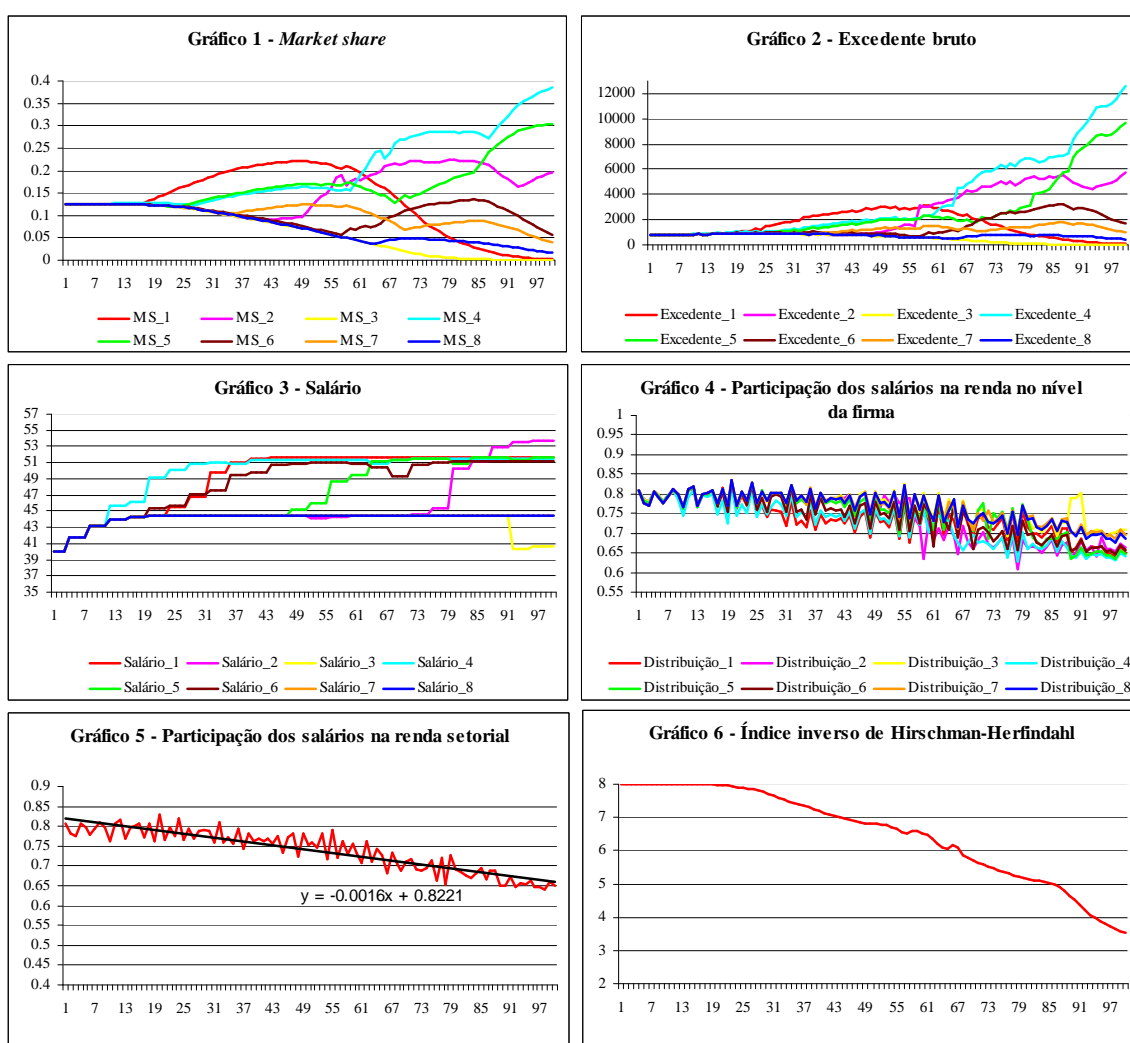 Gráfico 1 - Market share
0.4
0.35
0.3
0.25
0.2
0.15
0.1
0.05
0
1 7 13 19 25 31 37 43 49 55 61 67 73 79 85 91 97
MS_1 MS_2 MS_3 MS_4
MS_5 MS_6 MS_7 MS_8
Gráfico 2 - Excedente bruto
12000
10000
8000
6000
4000
2000
0
1 7 13 19 25 31 37 43 49 55 61 67 73 79 85 91 97
Excedente_1 Excedente_2 Excedente_3 Excedente_4
Excedente_5 Excedente_6 Excedente_7 Excedente_8
Gráfico 3 - Salário
57
55
53
51
49
47
45
43
41
39
37
35
1 7 13 19 25 31 37 43 49 55 61 67 73 79 85 91 97
Salário_1 Salário_2 Salário_3 Salário_4
Salário_5 Salário_6 Salário_7 Salário_8
Gráfico 4 - Participação dos salários na renda no nível
da firma
1
0.95
0.9
0.85
0.8
0.75
0.7
0.65
0.6
0.55
1 7 13 19 25 31 37 43 49 55 61 67 73 79 85 91 97
Distribuição_1 Distribuição_2 Distribuição_3 Distribuição_4
Distribuição_5 Distribuição_6 Distribuição_7 Distribuição_8
Gráfico 5 - Participação dos salários na renda setorial
0.9
0.85
0.8
0.75
0.7
0.65
0.6
0.55
0.5
0.45
0.4
y = -0.0016x + 0.8221
1 7 13 19 25 31 37 43 49 55 61 67 73 79 85 91 97
Gráfico 6 - Índice inverso de Hirschman-Herfindahl
8
7
6
5
4
3
2
1 7 13 19 25 31 37 43 49 55 61 67 73 79 85 91 97